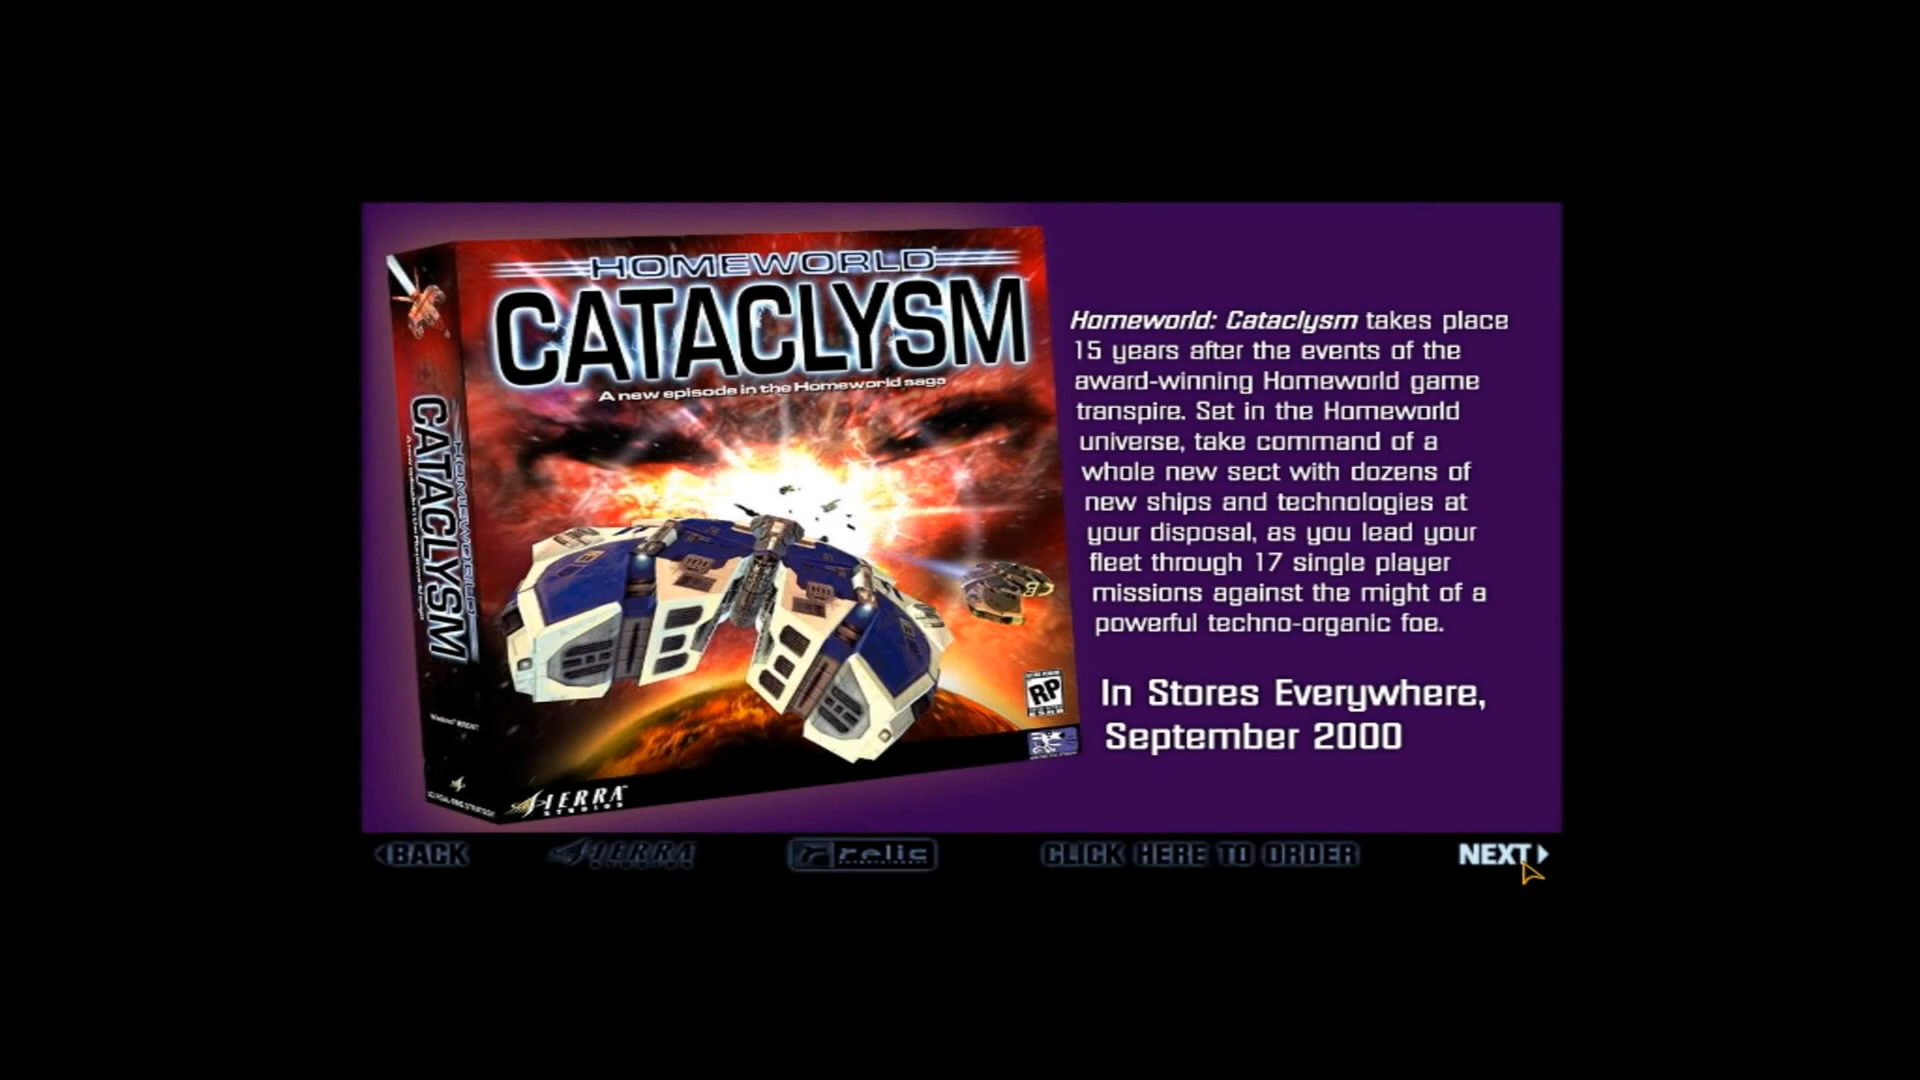 HOMEWORLD
CATACLYSM
A new episode in the Homeworld saga
HOMEWORLD
CATACLYSM
RP
SIERRA
STUDIOS
Homeworld: Cataclysm takes place
15 years after the events of the
award-winning Homeworld game
transpire. Set in the Homeworld
universe, take command of a
whole new sect with dozens of
new ships and technologies at
your disposal, as you lead your
fleet through 17 single player
missions against the might of a
powerful techno-organic foe.
In Stores Everywhere,
September 2000
BACK
SIERRA
relic
CLICK HERE TO ORDER
NEXT